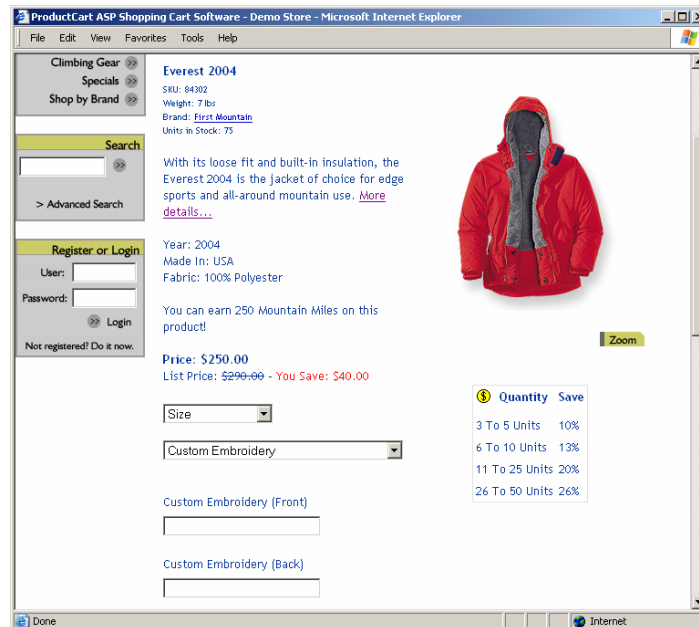 ProductCart ASP Shopping Cart Software - Demo Store - Microsoft Internet Explorer
File Edit View Favorites Tools Help
Climbing Gear
Specials
Shop by Brand
Search
> Advanced Search
Register or Login
User:
Password:
Login
Not registered? Do it now.
Everest 2004
SKU: 84302
Weight: 7 lbs
Brand: First Mountain
Units in Stock: 75
With its loose fit and built-in insulation, the
Everest 2004 is the jacket of choice for edge
sports and all-around mountain use. More
details...
Year: 2004
Made In: USA
Fabric: 100% Polyester
You can earn 250 Mountain Miles on this
product!
Price: $250.00
List Price: $290.00 - You Save: $40.00
Size
Custom Embroidery
Custom Embroidery (Front)
Custom Embroidery (Back)
Zoom
$ Quantity Save
3 To 5 Units 10%
6 To 10 Units 13%
11 To 25 Units 20%
26 To 50 Units 26%
Done
Internet